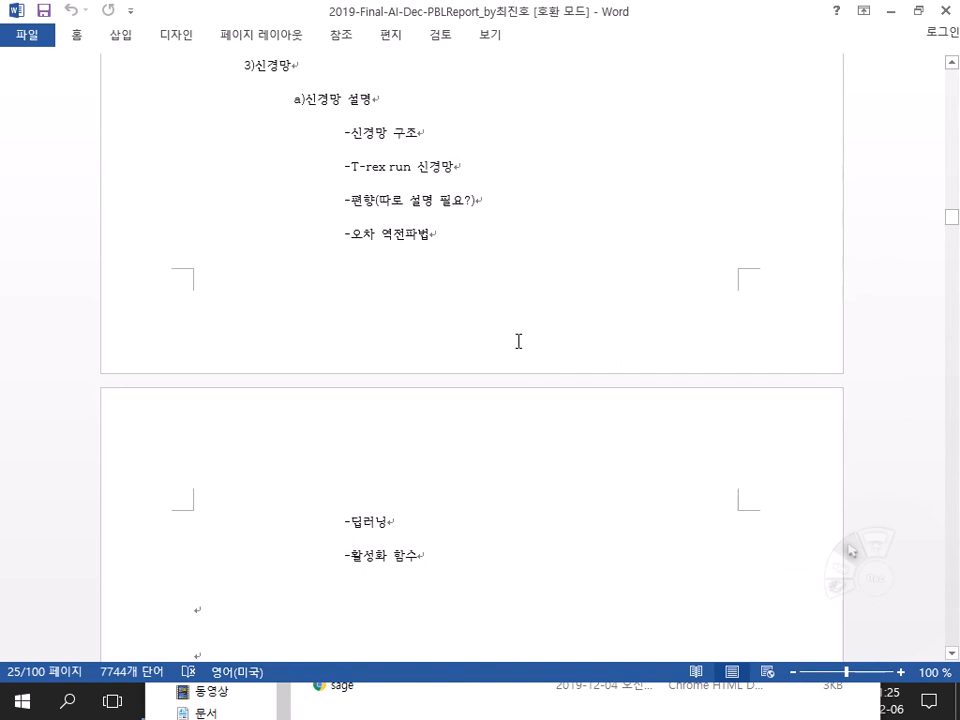 2019-Final-AI-Dec-PBLReport_by최진호 [호환 모드] - Word
파일 홈 삽입 디자인 페이지 레이아웃 참조 편지 검토 보기 로그인
3)신경망
a)신경망 설명
-신경망 구조
-T-rex run 신경망
-편향(따로 설명 필요?)
-오차 역전파법
-딥러닝
-활성화 함수
25/100 페이지 7744개 단어 영어(미국) 100 %
sage 2019-12-04 오전... Chrome HTML D... 3KB
동영상
문서
:25
2-06